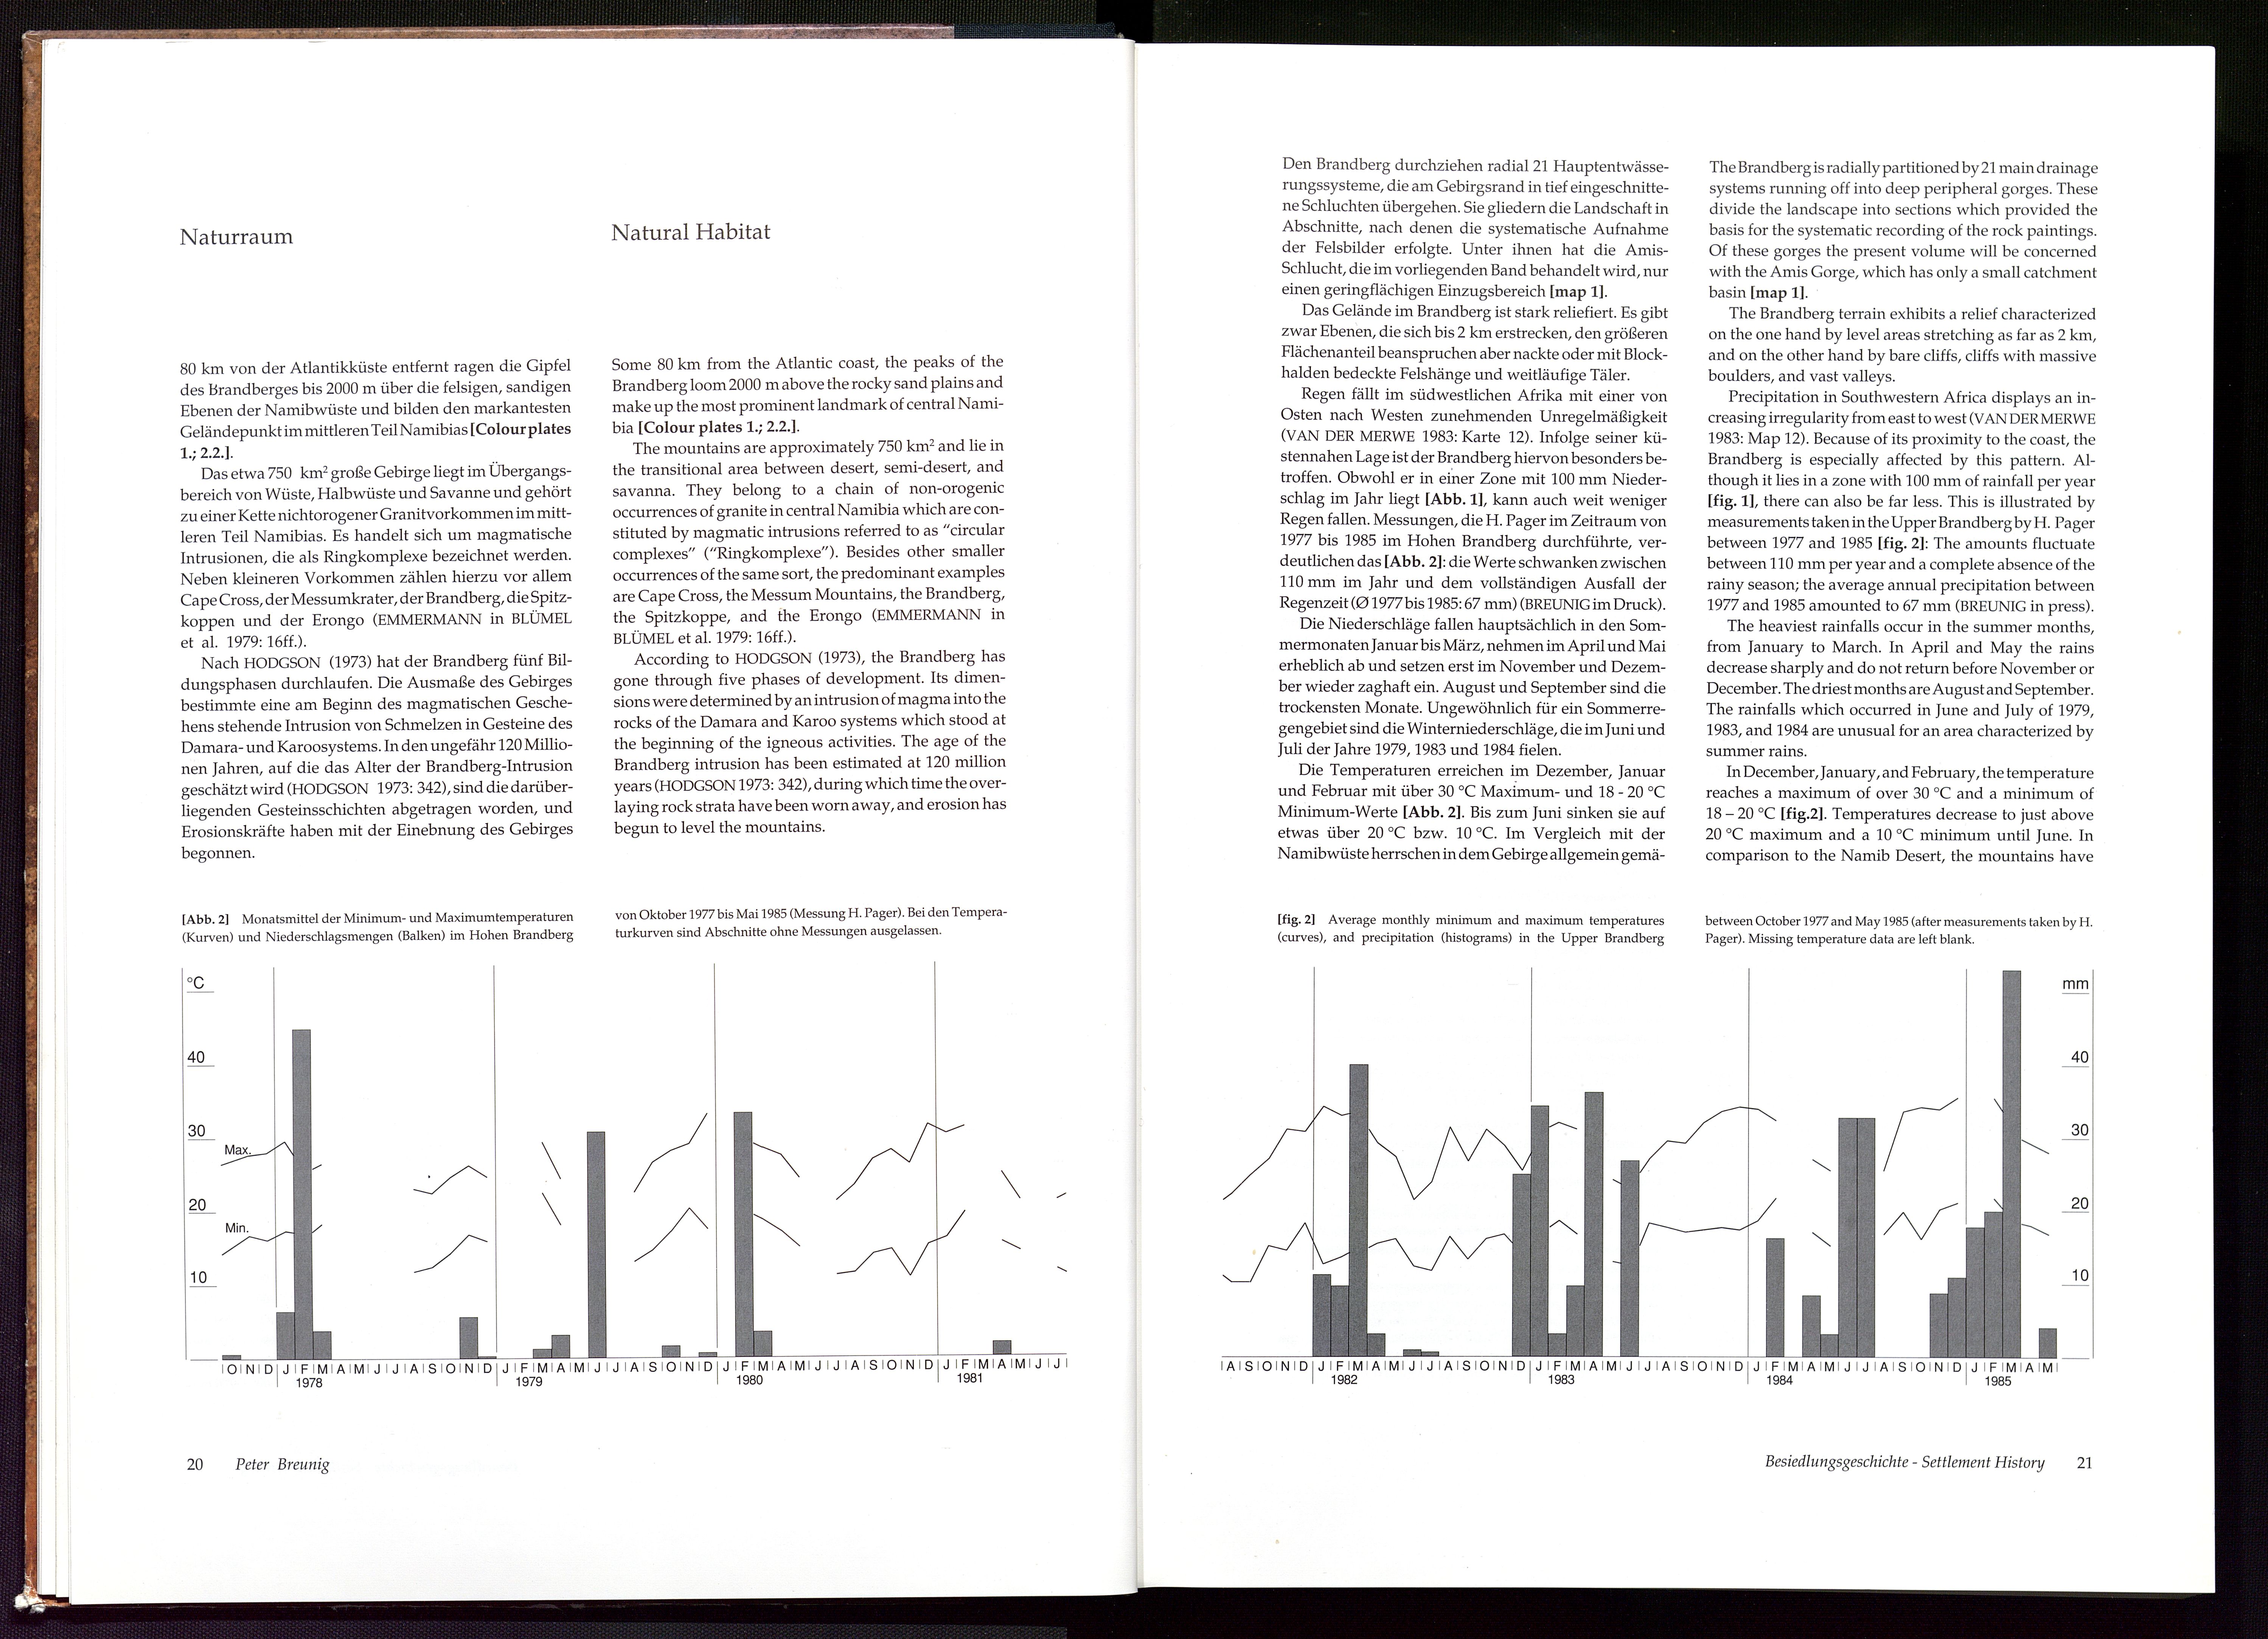 Naturraum
80 km von der Atlantikküste entfernt ragen die Gipfel
des Brandberges bis 2000 m über die felsigen, sandigen
Ebenen der Namibwüste und bilden den markantesten
Geländepunkt im mittleren Teil Namibias [Colour plates
1.; 2.2.].
Das etwa 750 km² große Gebirge liegt im Übergangs-
bereich von Wüste, Halbwüste und Savanne und gehört
zu einer Kette nichtorogener Granitvorkommen im mitt-
leren Teil Namibias. Es handelt sich um magmatische
Intrusionen, die als Ringkomplexe bezeichnet werden.
Neben kleineren Vorkommen zählen hierzu vor allem
Cape Cross, der Messumkrater, der Brandberg, die Spitz-
koppen und der Erongo (EMMERMANN in BLÜMEL
et al. 1979: 16ff.).
Nach HODGSON (1973) hat der Brandberg fünf Bil-
dungsphasen durchlaufen. Die Ausmaße des Gebirges
bestimmte eine am Beginn des magmatischen Gesche-
hens stehende Intrusion von Schmelzen in Gesteine des
Damara- und Karoosystems. In den ungefähr 120 Millio-
nen Jahren, auf die das Alter der Brandberg-Intrusion
geschätzt wird (HODGSON 1973: 342), sind die darüber-
liegenden Gesteinsschichten abgetragen worden, und
Erosionskräfte haben mit der Einebnung des Gebirges
begonnen.
Natural Habitat
Some 80 km from the Atlantic coast, the peaks of the
Brandberg loom 2000 m above the rocky sand plains and
make up the most prominent landmark of central Nami-
bia [Colour plates 1.; 2.2.].
The mountains are approximately 750 km² and lie in
the transitional area between desert, semi-desert, and
savanna. They belong to a chain of non-orogenic
occurrences of granite in central Namibia which are con-
stituted by magmatic intrusions referred to as “circular
complexes” (“Ringkomplexe”). Besides other smaller
occurrences of the same sort, the predominant examples
are Cape Cross, the Messum Mountains, the Brandberg,
the Spitzkoppe, and the Erongo (EMMERMANN in
BLÜMEL et al. 1979: 16ff.).
According to HODGSON (1973), the Brandberg has
gone through five phases of development. Its dimen-
sions were determined by an intrusion of magma into the
rocks of the Damara and Karoo systems which stood at
the beginning of the igneous activities. The age of the
Brandberg intrusion has been estimated at 120 million
years (HODGSON 1973: 342), during which time the over-
laying rock strata have been worn away, and erosion has
begun to level the mountains.
[Abb. 2] Monatsmittel der Minimum- und Maximumtemperaturen
(Kurven) und Niederschlagsmengen (Balken) im Hohen Brandberg
von Oktober 1977 bis Mai 1985 (Messung H. Pager). Bei den Tempera-
turkurven sind Abschnitte ohne Messungen ausgelassen.
°C
40
30
Max.
20
Min.
10
O N D J F M A M J J A S O N D J F M A M J J A S O N D J F M A M J J A S O N D J F M A M J J
1978 1979 1980 1981
20 Peter Breunig
Den Brandberg durchziehen radial 21 Hauptentwässe-
rungssysteme, die am Gebirgsrand in tief eingeschnitte-
ne Schluchten übergehen. Sie gliedern die Landschaft in
Abschnitte, nach denen die systematische Aufnahme
der Felsbilder erfolgte. Unter ihnen hat die Amis-
Schlucht, die im vorliegenden Band behandelt wird, nur
einen geringflächigen Einzugsbereich [map 1].
Das Gelände im Brandberg ist stark reliefiert. Es gibt
zwar Ebenen, die sich bis 2 km erstrecken, den größeren
Flächenanteil beanspruchen aber nackte oder mit Block-
halden bedeckte Felshänge und weitläufige Täler.
Regen fällt im südwestlichen Afrika mit einer von
Osten nach Westen zunehmenden Unregelmäßigkeit
(VAN DER MERWE 1983: Karte 12). Infolge seiner kü-
stennahen Lage ist der Brandberg hiervon besonders be-
troffen. Obwohl er in einer Zone mit 100 mm Nieder-
schlag im Jahr liegt [Abb. 1], kann auch weit weniger
Regen fallen. Messungen, die H. Pager im Zeitraum von
1977 bis 1985 im Hohen Brandberg durchführte, ver-
deutlichen das [Abb. 2]: die Werte schwanken zwischen
110 mm im Jahr und dem vollständigen Ausfall der
Regenzeit (Ø 1977 bis 1985: 67 mm) (BREUNIG im Druck).
Die Niederschläge fallen hauptsächlich in den Som-
mermonaten Januar bis März, nehmen im April und Mai
erheblich ab und setzen erst im November und Dezem-
ber wieder zaghaft ein. August und September sind die
trockensten Monate. Ungewöhnlich für ein Sommerre-
gengebiet sind die Winterniederschläge, die im Juni und
Juli der Jahre 1979, 1983 und 1984 fielen.
Die Temperaturen erreichen im Dezember, Januar
und Februar mit über 30 °C Maximum- und 18 - 20 °C
Minimum-Werte [Abb. 2]. Bis zum Juni sinken sie auf
etwas über 20 °C bzw. 10 °C. Im Vergleich mit der
Namibwüste herrschen in dem Gebirge allgemein gemä-
The Brandberg is radially partitioned by 21 main drainage
systems running off into deep peripheral gorges. These
divide the landscape into sections which provided the
basis for the systematic recording of the rock paintings.
Of these gorges the present volume will be concerned
with the Amis Gorge, which has only a small catchment
basin [map 1].
The Brandberg terrain exhibits a relief characterized
on the one hand by level areas stretching as far as 2 km,
and on the other hand by bare cliffs, cliffs with massive
boulders, and vast valleys.
Precipitation in Southwestern Africa displays an in-
creasing irregularity from east to west (VAN DER MERWE
1983: Map 12). Because of its proximity to the coast, the
Brandberg is especially affected by this pattern. Al-
though it lies in a zone with 100 mm of rainfall per year
[fig. 1], there can also be far less. This is illustrated by
measurements taken in the Upper Brandberg by H. Pager
between 1977 and 1985 [fig. 2]: The amounts fluctuate
between 110 mm per year and a complete absence of the
rainy season; the average annual precipitation between
1977 and 1985 amounted to 67 mm (BREUNIG in press).
The heaviest rainfalls occur in the summer months,
from January to March. In April and May the rains
decrease sharply and do not return before November or
December. The driest months are August and September.
The rainfalls which occurred in June and July of 1979,
1983, and 1984 are unusual for an area characterized by
summer rains.
In December, January, and February, the temperature
reaches a maximum of over 30 °C and a minimum of
18 – 20 °C [fig.2]. Temperatures decrease to just above
20 °C maximum and a 10 °C minimum until June. In
comparison to the Namib Desert, the mountains have
[fig. 2] Average monthly minimum and maximum temperatures
(curves), and precipitation (histograms) in the Upper Brandberg
between October 1977 and May 1985 (after measurements taken by H.
Pager). Missing temperature data are left blank.
mm
40
30
20
10
A S O N D J F M A M J J A S O N D J F M A M J J A S O N D J F M A M J J A S O N D J F M A M
1982 1983 1984 1985
Besiedlungsgeschichte - Settlement History 21